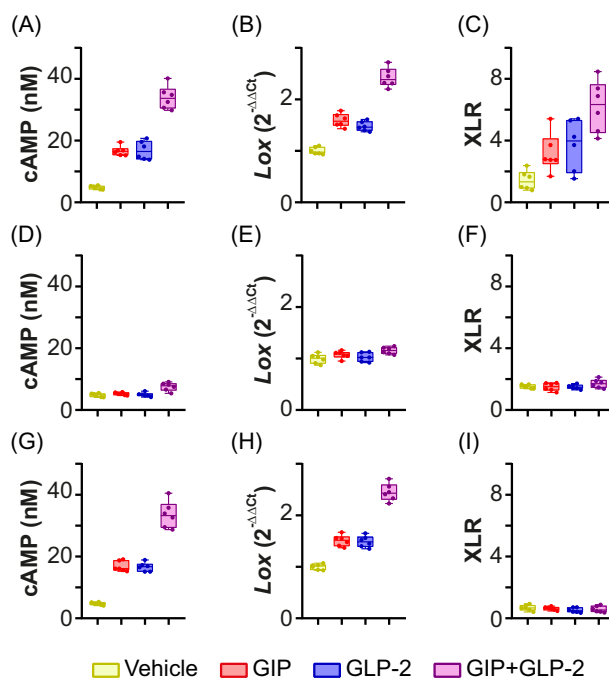 (A) (B) (C)
cAMP (nM) 40 20 0
Lox (2^-ΔΔCt) 2 1
XLR 8 4 0
(D) (E) (F)
cAMP (nM) 40 20 0
Lox (2^-ΔΔCt) 2 1 0
XLR 8 4 0
(G) (H) (I)
cAMP (nM) 40 20 0
Lox (2^-ΔΔCt) 2 1 0
XLR 8 4 0
Vehicle GIP GLP-2 GIP+GLP-2